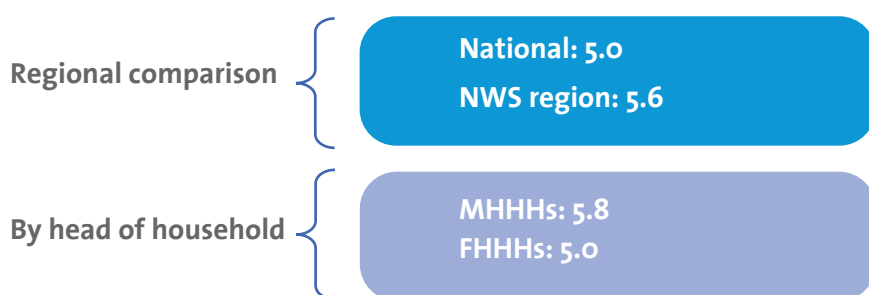 Regional comparison
National: 5.0
NWS region: 5.6
By head of household
MHHHs: 5.8
FHHHs: 5.0